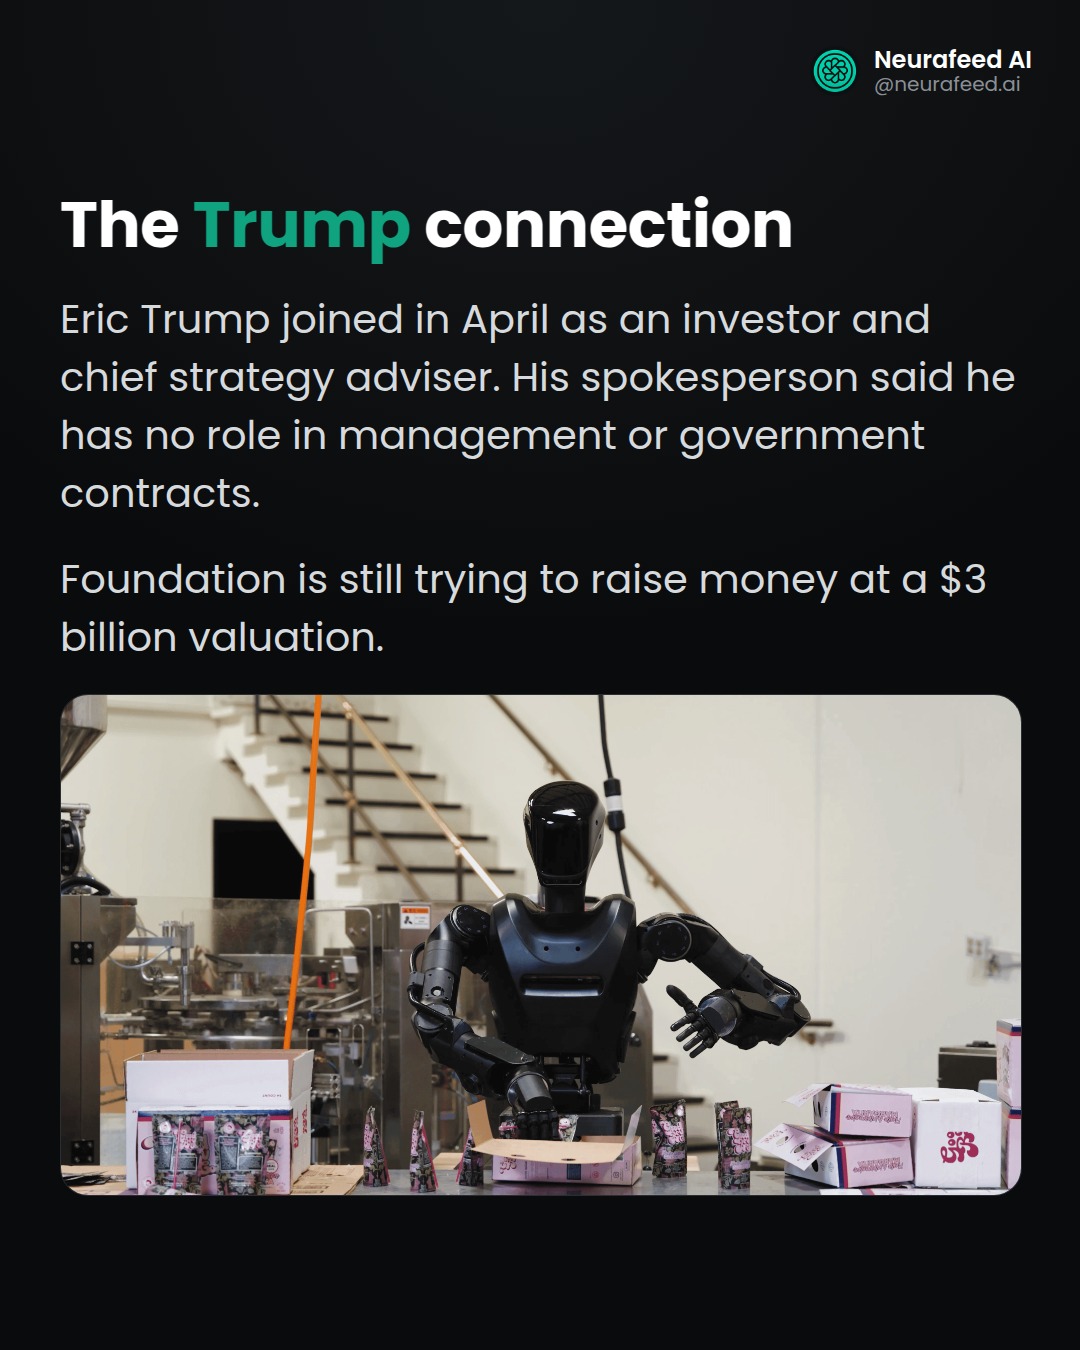 Neurafeed AI
@neurafeed.ai
The Trump connection
Eric Trump joined in April as an investor and
chief strategy adviser. His spokesperson said he
has no role in management or government
contracts.
Foundation is still trying to raise money at a $3
billion valuation.